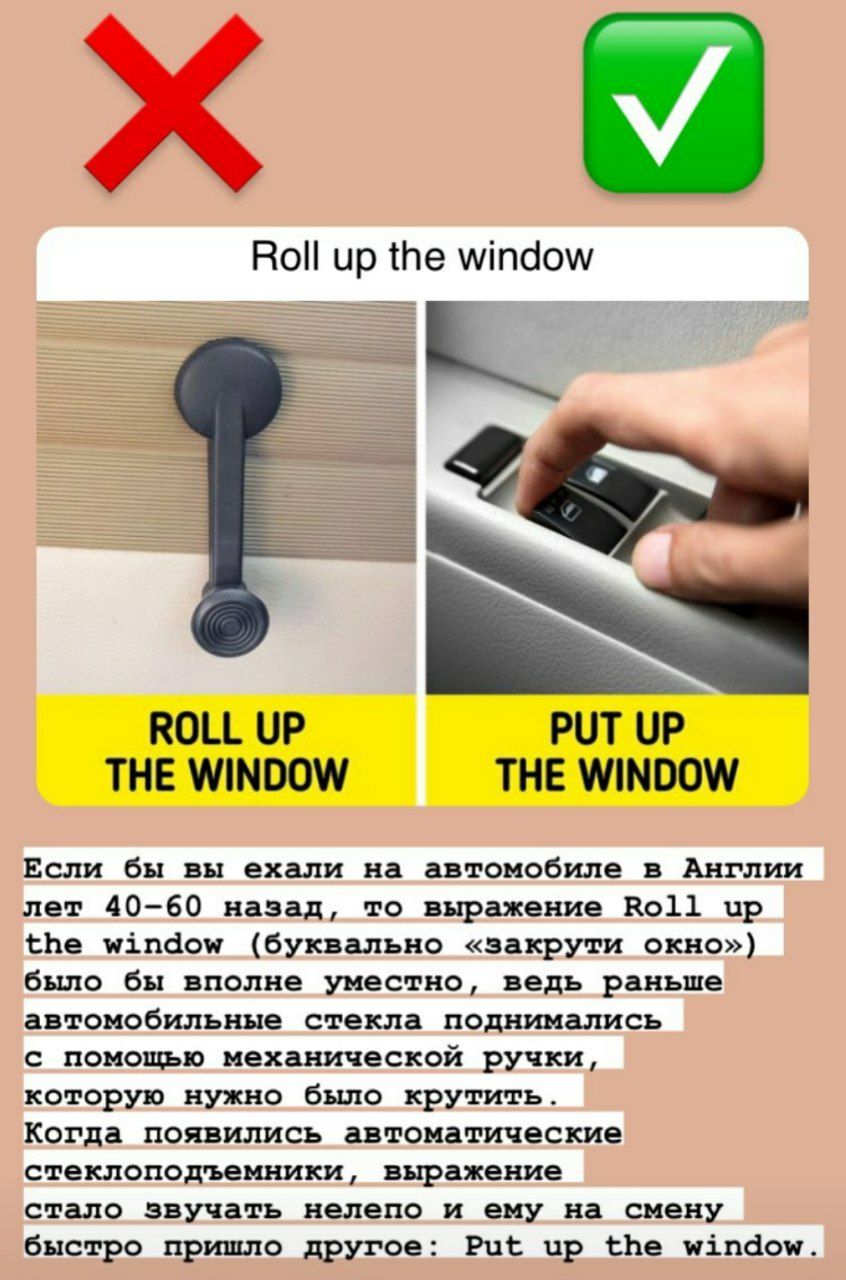 Roll up the window
ROLL UP
THE WINDOW
PUT UP
THE WINDOW
Если бы вы ехали на автомобиле в Англии
лет 40–60 назад, то выражение Roll up
the window (буквально «закрути окно»)
было бы вполне уместно, ведь раньше
автомобильные стекла поднимались
с помощью механической ручки,
которую нужно было крутить.
Когда появились автоматические
стеклоподъемники, выражение
стало звучать нелепо и ему на смену
быстро пришло другое: Put up the window.